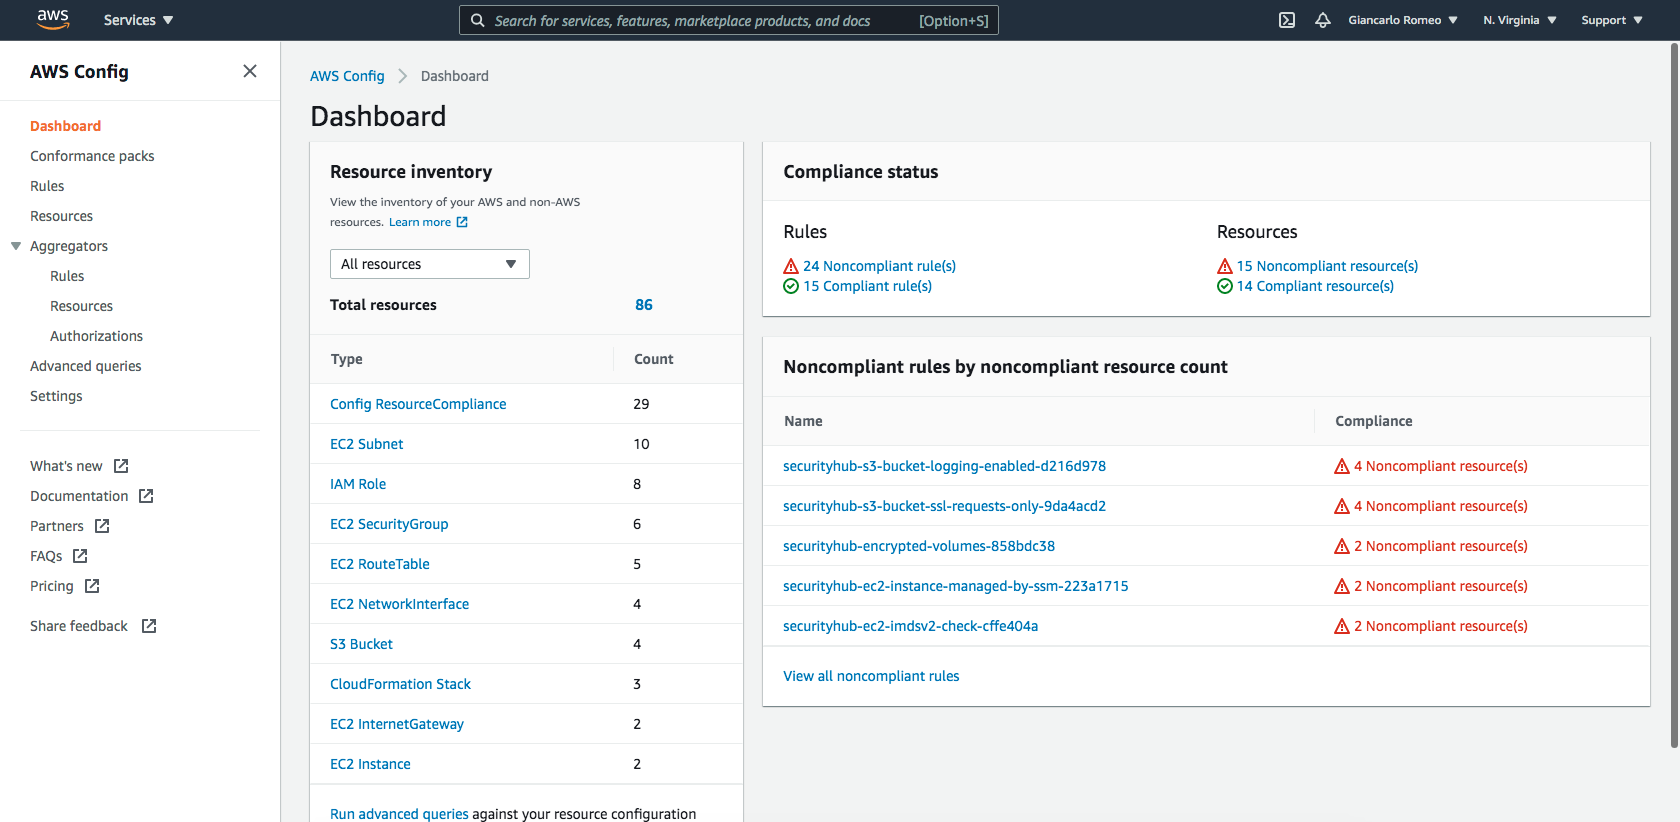 aws
Services
Search for services, features, marketplace products, and docs [Option+S]
Giancarlo Romeo
N. Virginia
Support
AWS Config
Dashboard
Conformance packs
Rules
Resources
Aggregators
Rules
Resources
Authorizations
Advanced queries
Settings
What's new
Documentation
Partners
FAQs
Pricing
Share feedback
AWS Config Dashboard
Dashboard
Resource inventory
View the inventory of your AWS and non-AWS
resources. Learn more
All resources
Total resources 86
Type Count
Config ResourceCompliance 29
EC2 Subnet 10
IAM Role 8
EC2 SecurityGroup 6
EC2 RouteTable 5
EC2 NetworkInterface 4
S3 Bucket 4
CloudFormation Stack 3
EC2 InternetGateway 2
EC2 Instance 2
Run advanced queries against your resource configuration
Compliance status
Rules
24 Noncompliant rule(s)
15 Compliant rule(s)
Resources
15 Noncompliant resource(s)
14 Compliant resource(s)
Noncompliant rules by noncompliant resource count
Name Compliance
securityhub-s3-bucket-logging-enabled-d216d978 4 Noncompliant resource(s)
securityhub-s3-bucket-ssl-requests-only-9da4acd2 4 Noncompliant resource(s)
securityhub-encrypted-volumes-858bdc38 2 Noncompliant resource(s)
securityhub-ec2-instance-managed-by-ssm-223a1715 2 Noncompliant resource(s)
securityhub-ec2-imdsv2-check-cffe404a 2 Noncompliant resource(s)
View all noncompliant rules